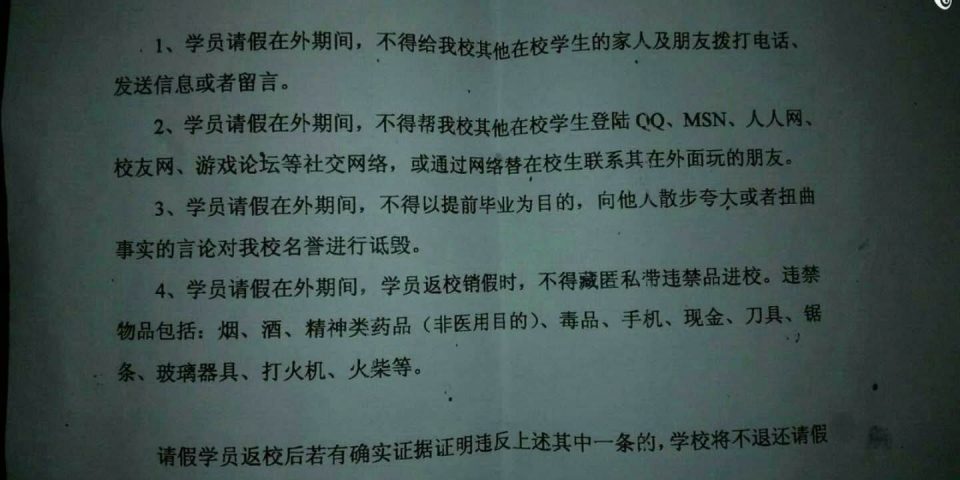 1、学员请假在外期间，不得给我校其他在校学生的家人及朋友拨打电话、
发送信息或者留言。
2、学员请假在外期间，不得帮我校其他在校学生登陆 QQ、MSN、人人网、
校友网、游戏论坛等社交网络，或通过网络替在校生联系其在外面玩的朋友。
3、学员请假在外期间，不得以提前毕业为目的，向他人散步夸大或者扭曲
事实的言论对我校名誉进行诋毁。
4、学员请假在外期间，学员返校销假时，不得藏匿私带违禁品进校。违禁
物品包括：烟、酒、精神类药品（非医用目的）、毒品、手机、现金、刀具、锯
条、玻璃器具、打火机、火柴等。
请假学员返校后若有确实证据证明违反上述其中一条的，学校将不退还请假